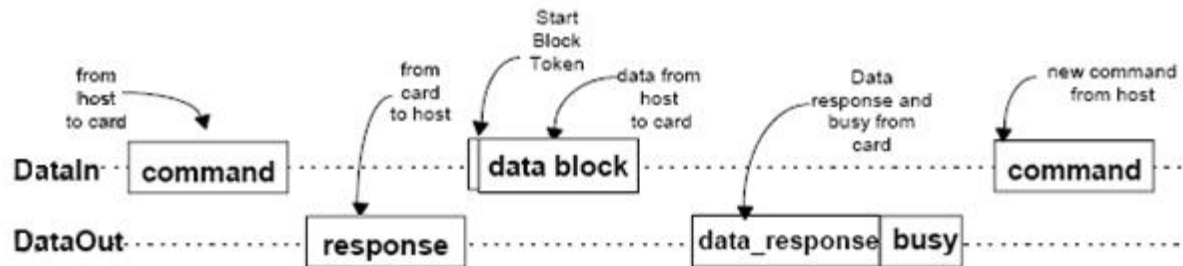 Start
Block
Token
from
host
to card
from
card
to host
data from
host
to card
Data
response and
busy from
card
new command
from host
DataIn
command
data block
command
DataOut
response
data_response
busy